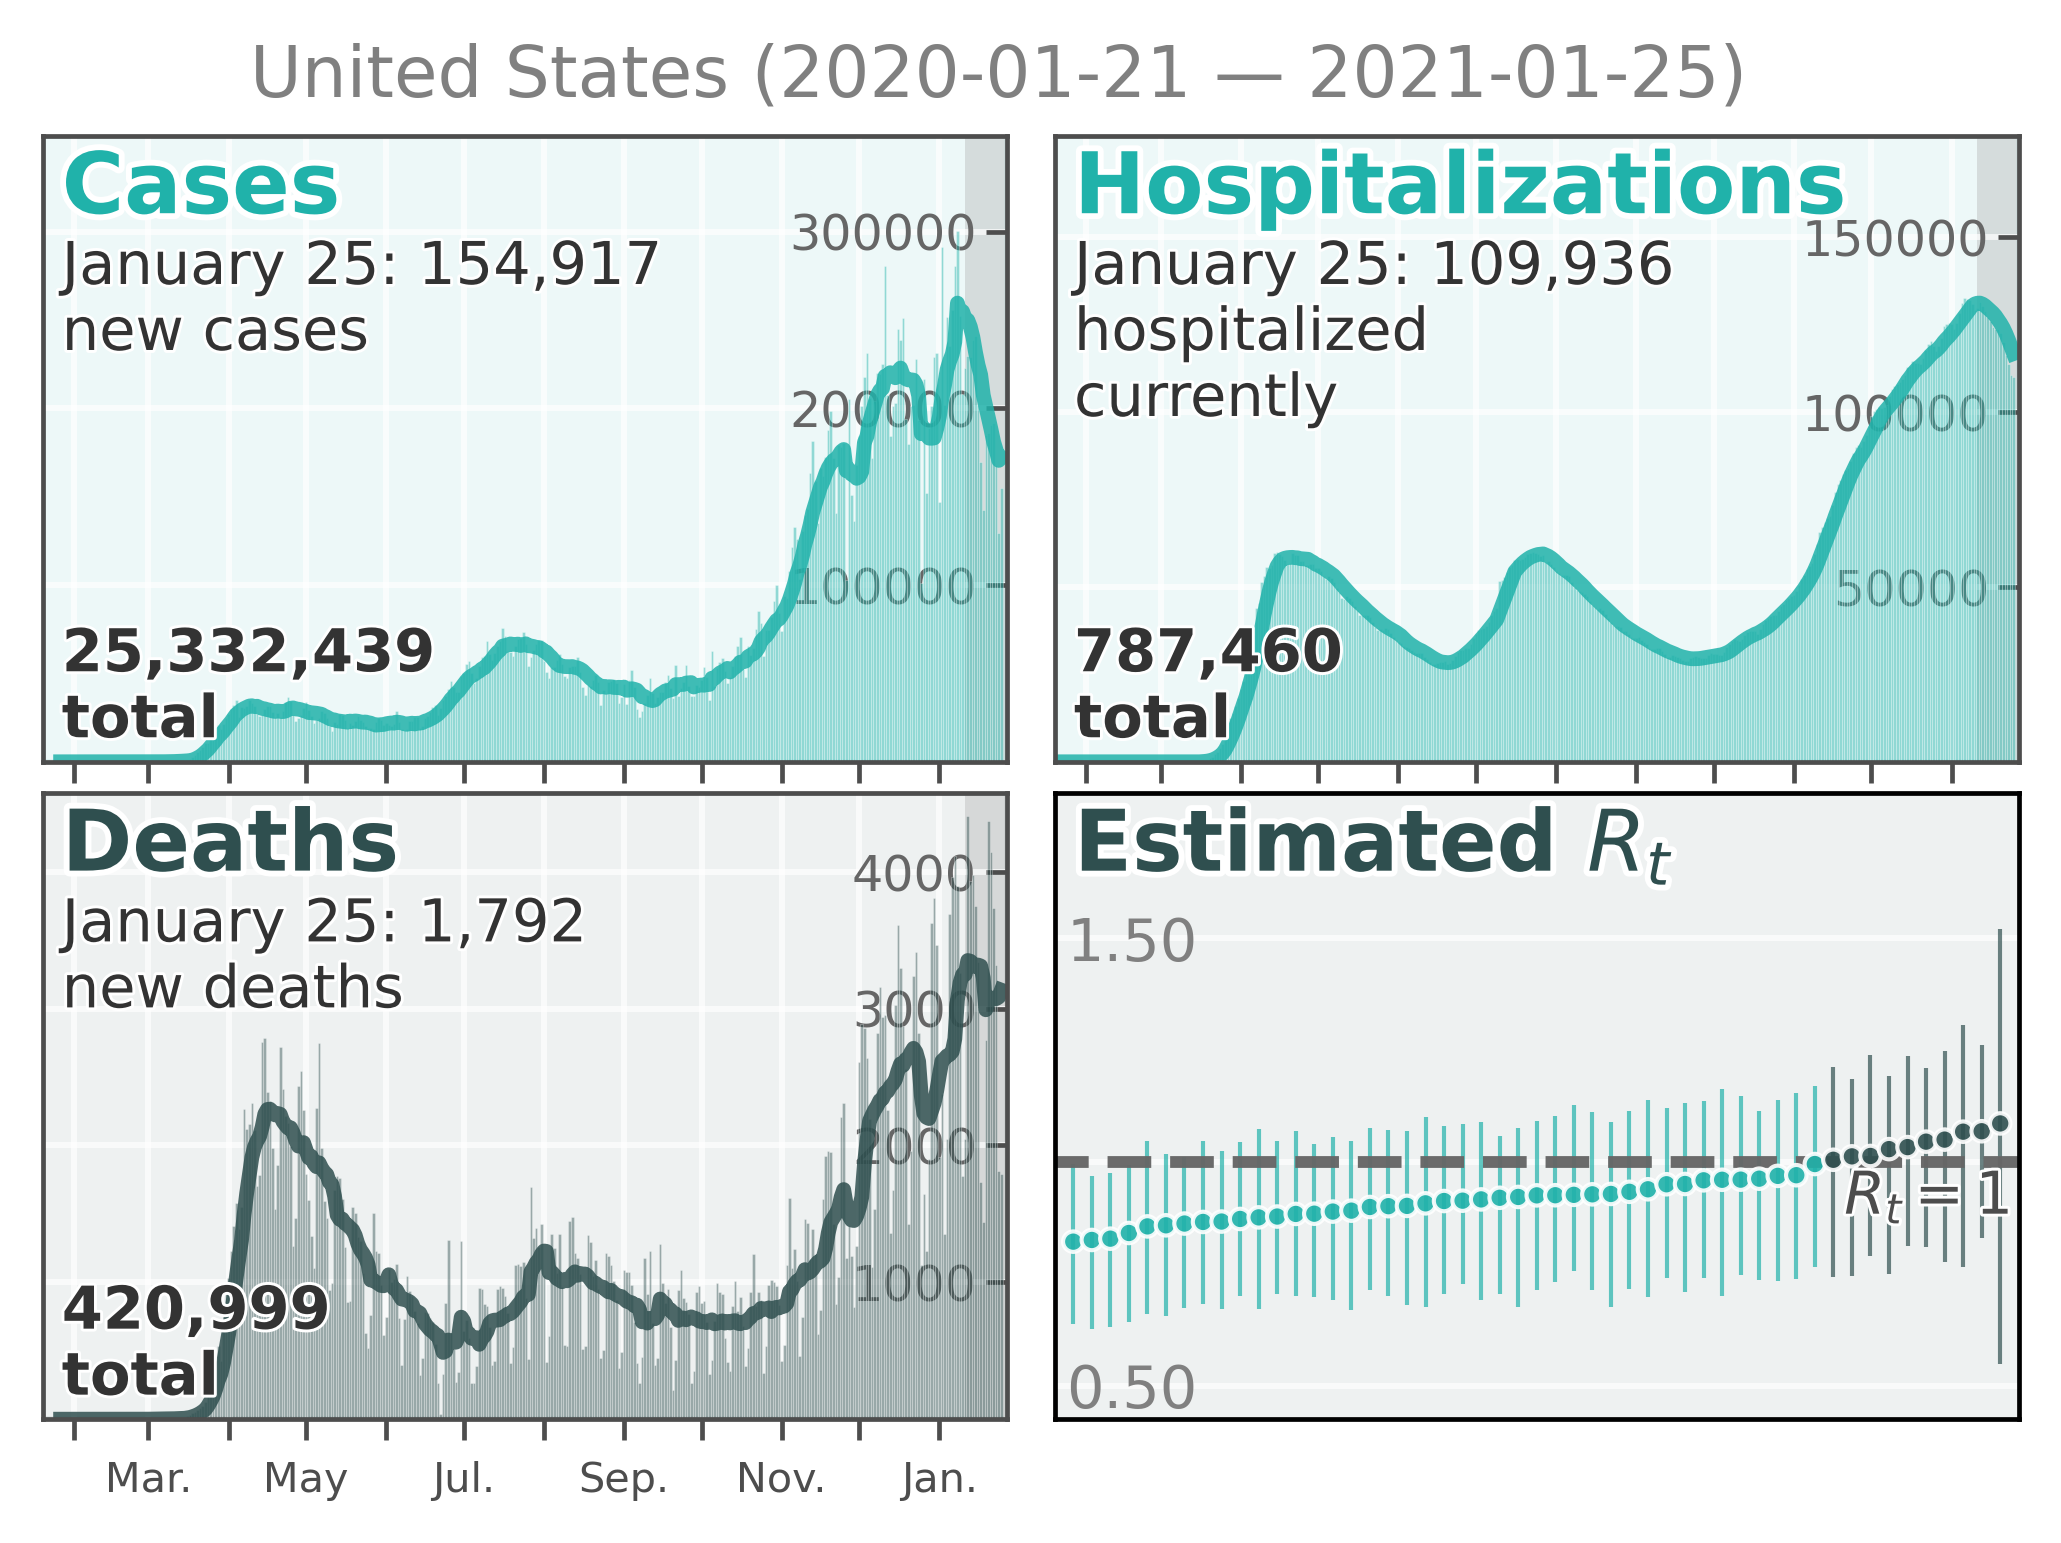 United States (2020-01-21 — 2021-01-25)
Cases
January 25: 154,917
new cases
300000
200000
100000
25,332,439
total
Hospitalizations
January 25: 109,936
hospitalized
currently
150000
100000
50000
787,460
total
Deaths
January 25: 1,792
new deaths
4000
3000
2000
1000
420,999
total
Mar. May Jul. Sep. Nov. Jan.
Estimated Rt
1.50
Rt = 1
0.50